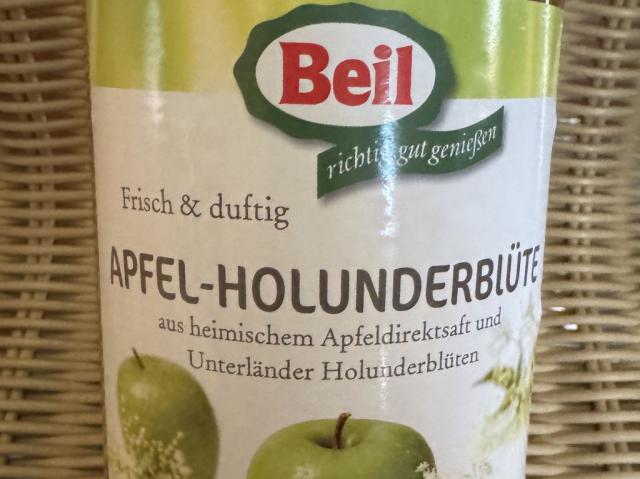 Beil
richtig gut genießen
Frisch & duftig
APFEL-HOLUNDERBLÜTE
aus heimischem Apfeldirektsaft und
Unterländer Holunderblüten